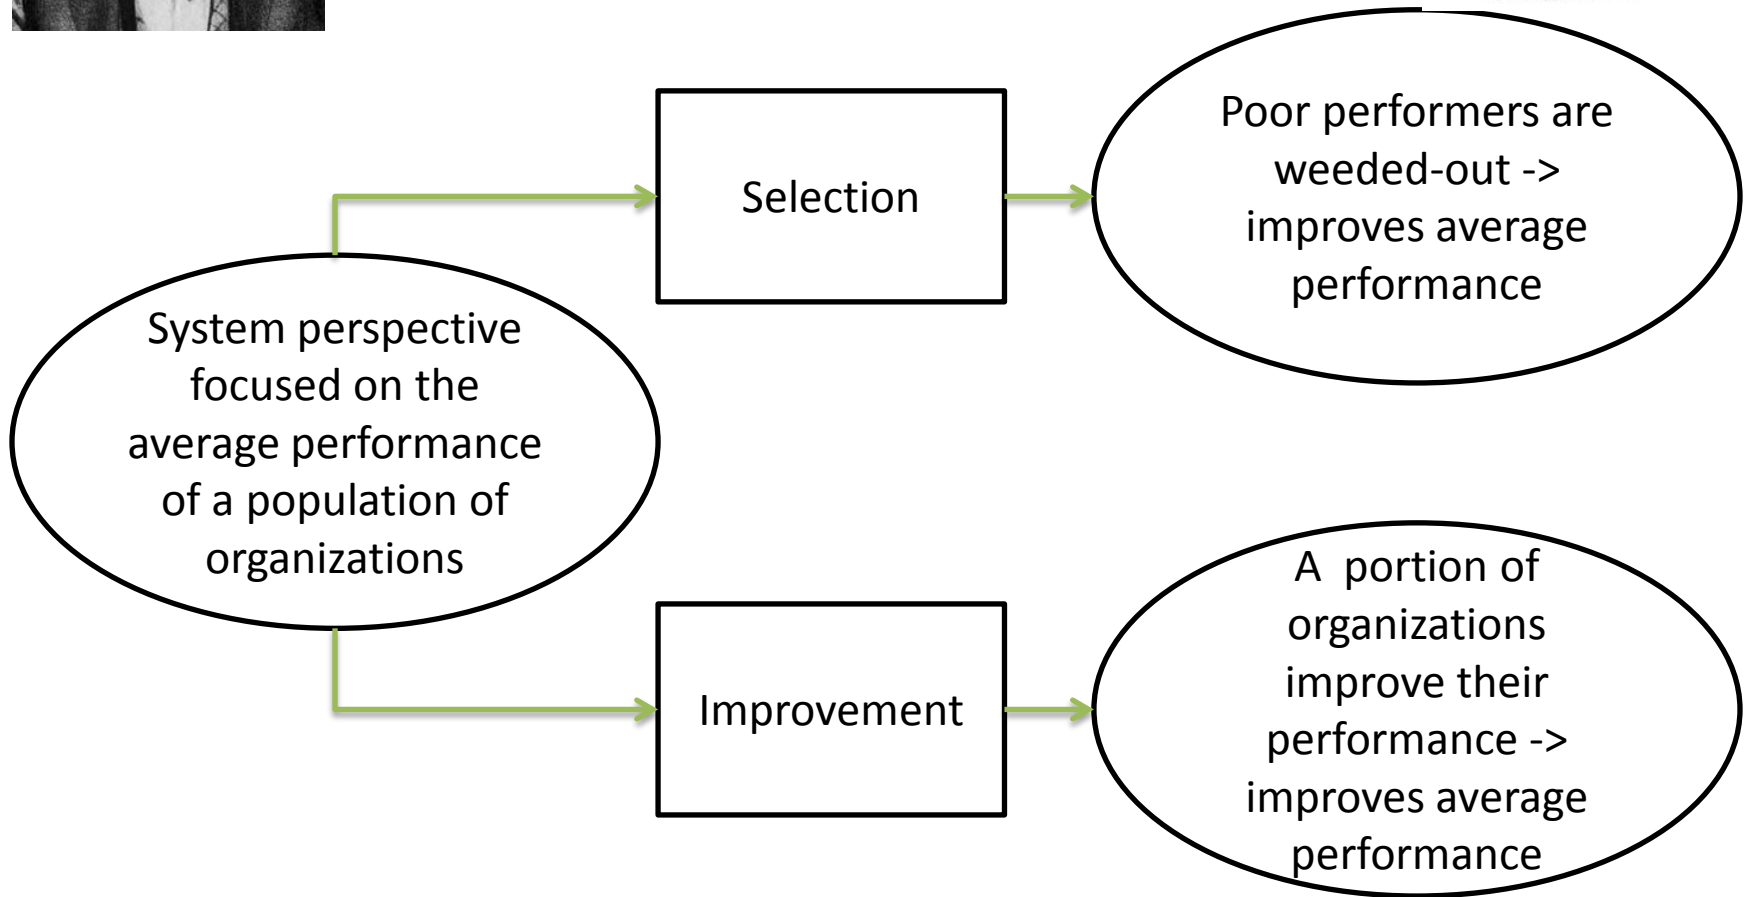 System perspective
focused on the
average performance
of a population of
organizations
Selection
Poor performers are
weeded-out ->
improves average
performance
Improvement
A  portion of
organizations
improve their
performance ->
improves average
performance